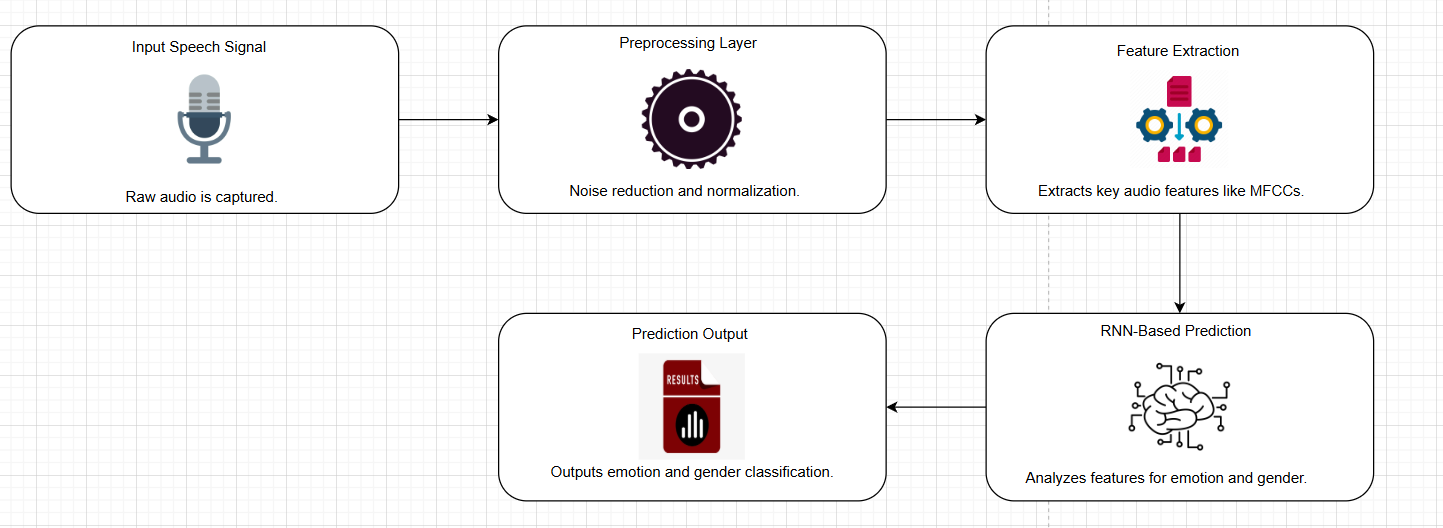 Input Speech Signal
Raw audio is captured.
Preprocessing Layer
Noise reduction and normalization.
Feature Extraction
Extracts key audio features like MFCCs.
RNN-Based Prediction
Analyzes features for emotion and gender.
Prediction Output
RESULTS
Outputs emotion and gender classification.